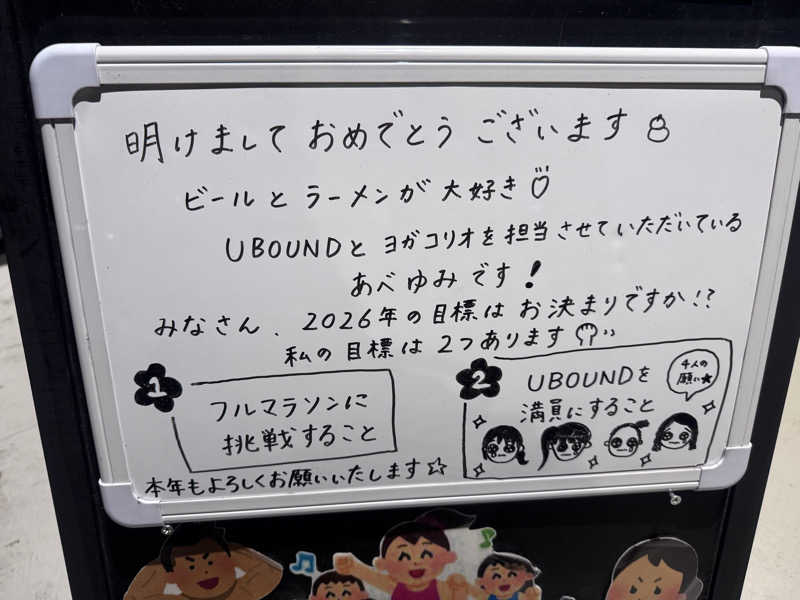 明けましておめでとうございます
ビールとラーメンが大好き
UBOUNDとヨガコリオを担当させていただいている
あべゆみです!
みなさん、2026年の目標はお決まりですか!?
私の目標は2つあります
1
フルマラソンに
挑戦すること
2
UBOUNDを
満員にすること
4人の
願い★
本年もよろしくお願いいたします☆